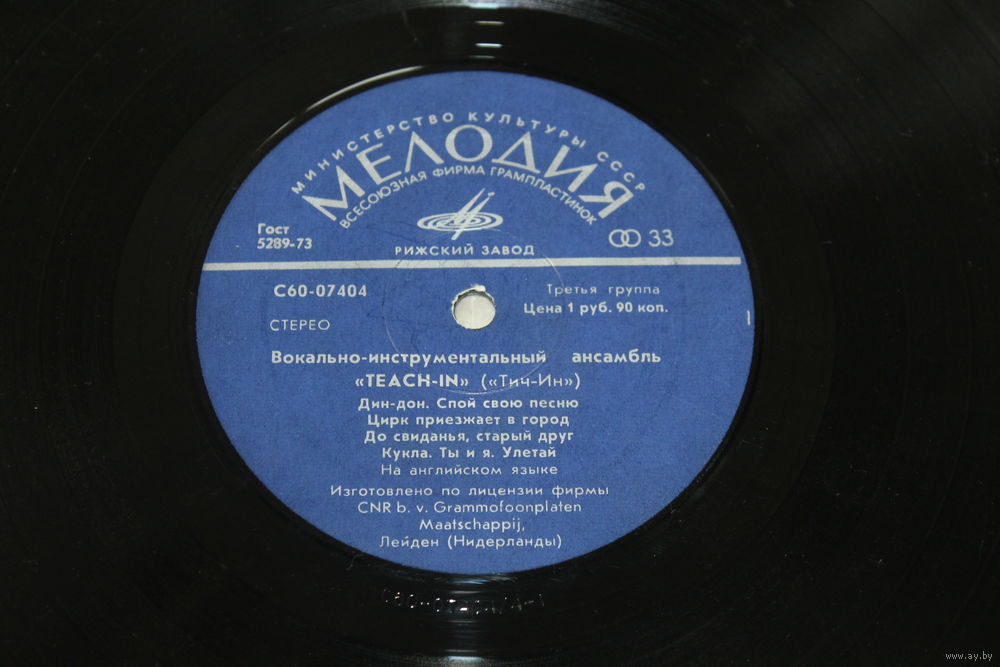 МИНИСТЕРСТВО КУЛЬТУРЫ СССР
МЕЛОДИЯ
ВСЕСОЮЗНАЯ ФИРМА ГРАМПЛАСТИНОК
Гост
5289-73
33
РИЖСКИЙ ЗАВОД
С60-07404
Третья группа
Цена 1 руб. 90 коп.
СТЕРЕО
1
Вокально-инструментальный ансамбль
«TEACH-IN» («Тич-Ин»)
Дин-дон. Спой свою песню
Цирк приезжает в город
До свиданья, старый друг
Кукла. Ты и я. Улетай
На английском языке
Изготовлено по лицензии фирмы
CNR b. v. Grammofoonplaten
Maatschappij,
Лейден (Нидерланды)
www.ay.by